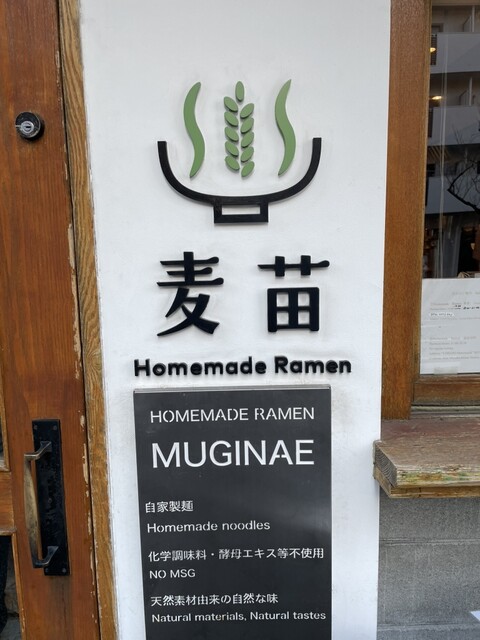 麦苗
Homemade Ramen
HOMEMADE RAMEN
MUGINAE
自家製麺
Homemade noodles
化学調味料・酵母エキス等不使用
NO MSG
天然素材由来の自然な味
Natural materials, Natural tastes